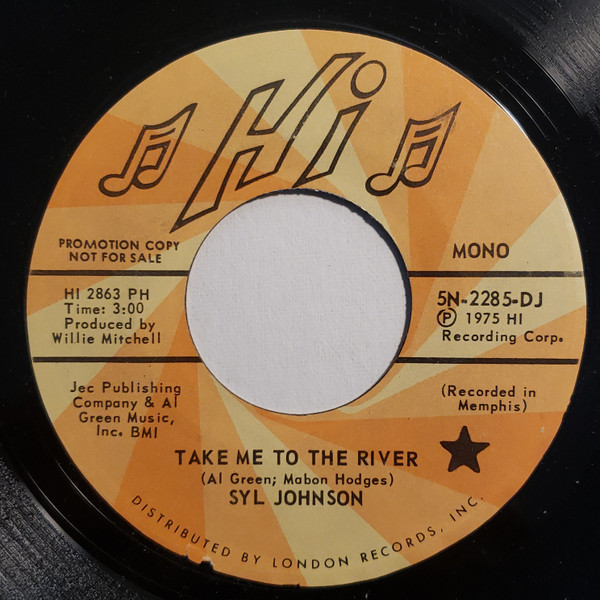 Hi
PROMOTION COPY
NOT FOR SALE
MONO
HI 2863 PH
Time: 3:00
Produced by
Willie Mitchell
5N-2285-DJ
Ⓟ 1975 HI
Recording Corp.
Jec Publishing
Company & Al
Green Music,
Inc. BMI
(Recorded in
Memphis)
TAKE ME TO THE RIVER
(Al Green; Mabon Hodges)
SYL JOHNSON
DISTRIBUTED BY LONDON RECORDS, INC.